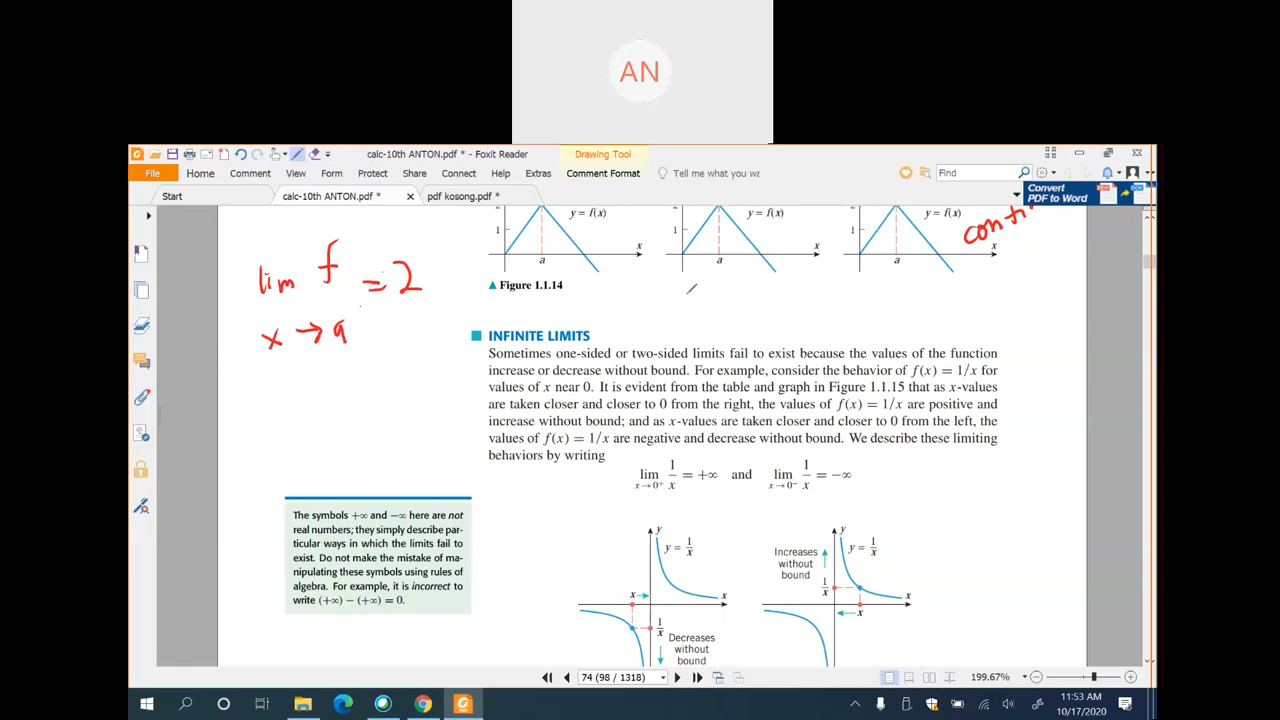 AN
calc-10th ANTON.pdf * - Foxit Reader
Drawing Tool
File Home Comment View Form Protect Share Connect Help Extras Comment Format Tell me what you wa Find
Start calc-10th ANTON.pdf * pdf kosong.pdf *
Convert
PDF to Word
lim f = 2
x → a
2 y = f(x) 2 y = f(x) 2 y = f(x)
conti
1 x 1 x 1 x
a a a
▲ Figure 1.1.14
INFINITE LIMITS
Sometimes one-sided or two-sided limits fail to exist because the values of the function
increase or decrease without bound. For example, consider the behavior of f(x) = 1/x for
values of x near 0. It is evident from the table and graph in Figure 1.1.15 that as x-values
are taken closer and closer to 0 from the right, the values of f(x) = 1/x are positive and
increase without bound; and as x-values are taken closer and closer to 0 from the left, the
values of f(x) = 1/x are negative and decrease without bound. We describe these limiting
behaviors by writing
lim x→0⁺ 1/x = +∞ and lim x→0⁻ 1/x = −∞
The symbols +∞ and −∞ here are not
real numbers; they simply describe par-
ticular ways in which the limits fail to
exist. Do not make the mistake of ma-
nipulating these symbols using rules of
algebra. For example, it is incorrect to
write (+∞) − (+∞) = 0.
y
y = 1/x
x
x
1/x
Decreases
without
bound
y
y = 1/x
Increases
without
bound
1/x
x
x
74 (98 / 1318)
199.67%
11:53 AM
10/17/2020